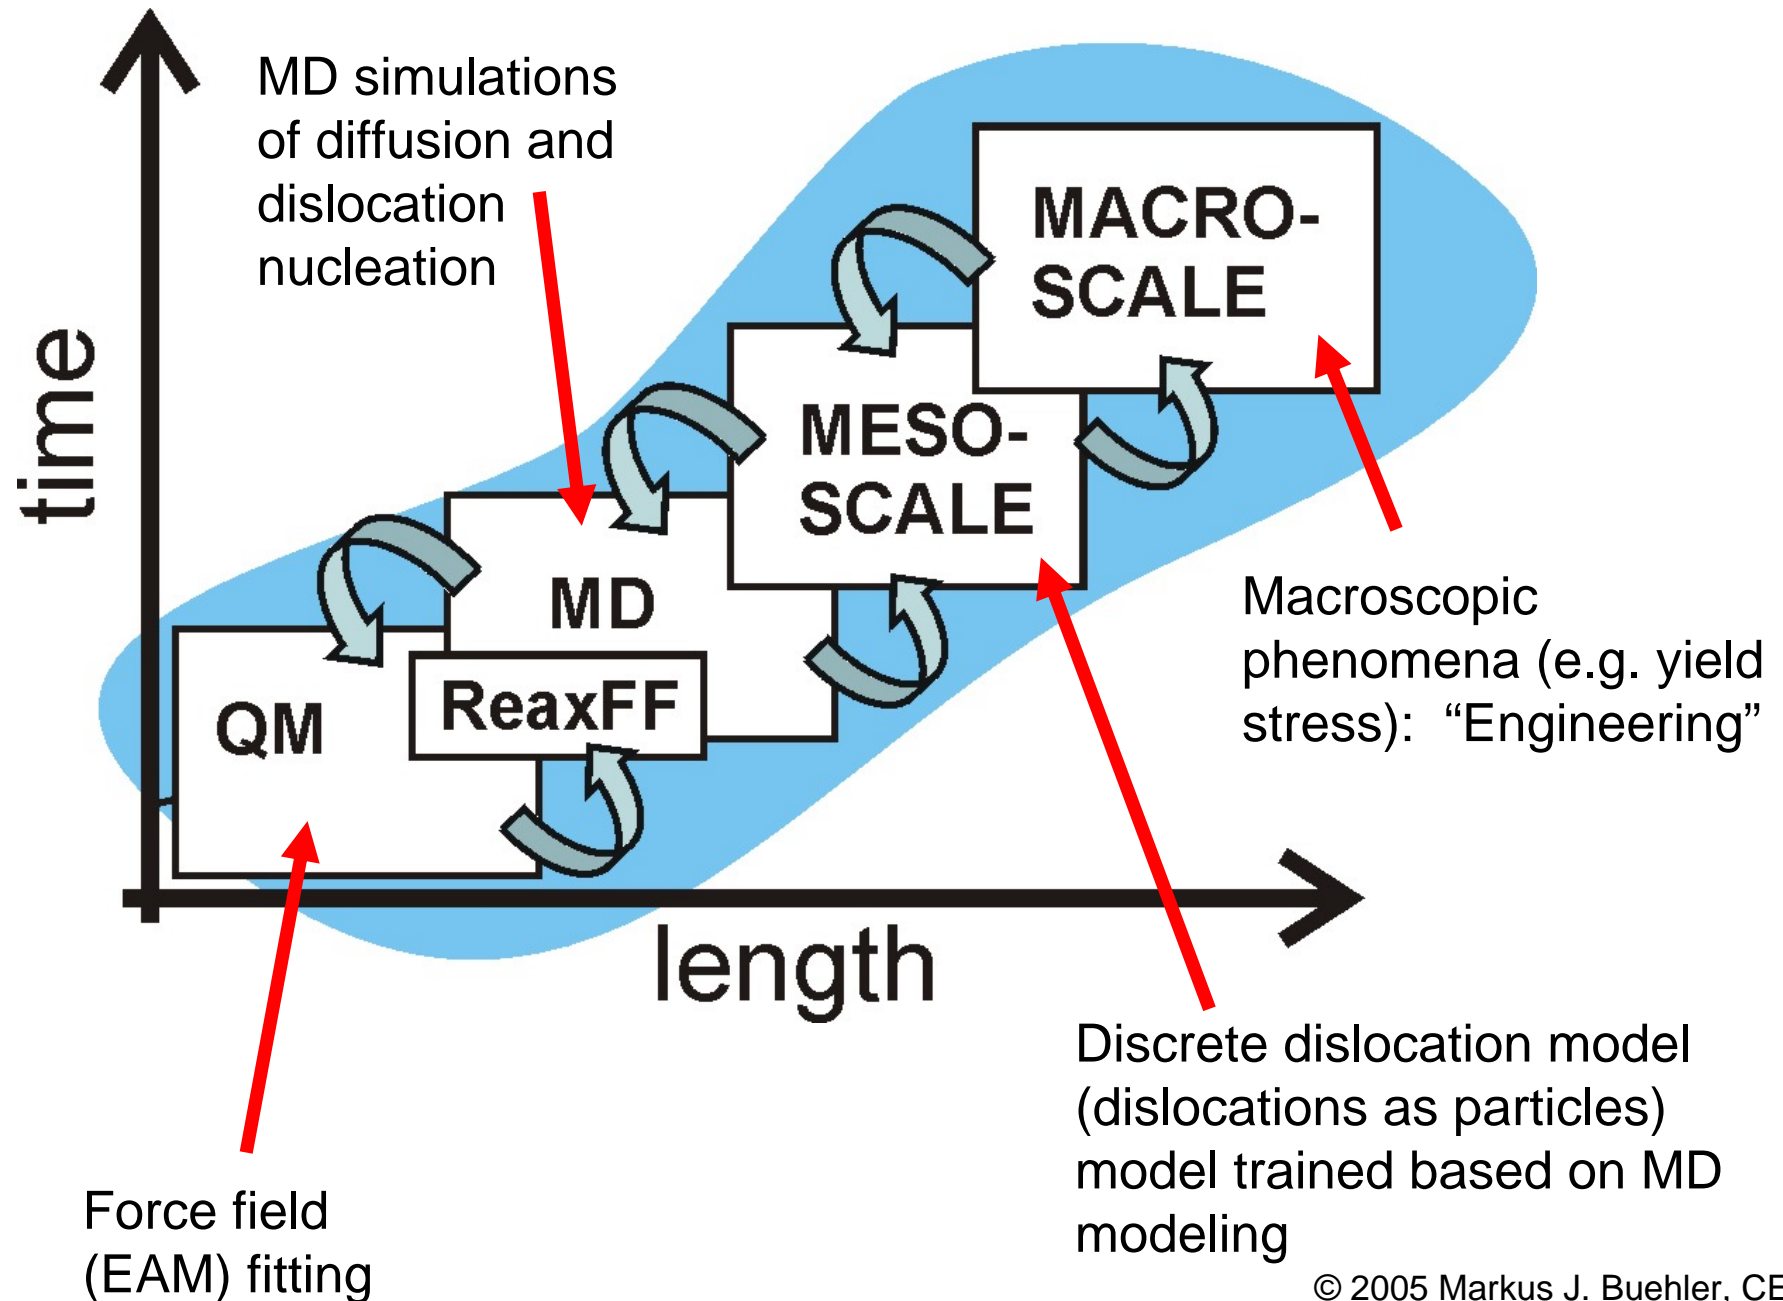 time
MD simulations
of diffusion and
dislocation
nucleation
MACRO-
SCALE
MESO-
SCALE
MD
ReaxFF
QM
Macroscopic
phenomena (e.g. yield
stress): “Engineering”
length
Discrete dislocation model
(dislocations as particles)
model trained based on MD
modeling
Force field
(EAM) fitting
© 2005 Markus J. Buehler, CE